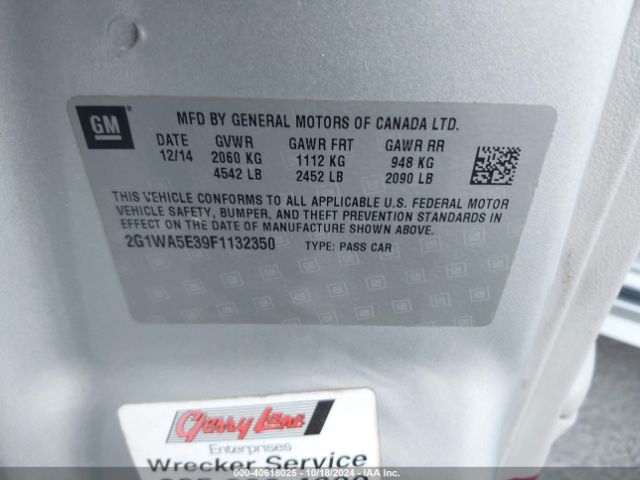 GM
MFD BY GENERAL MOTORS OF CANADA LTD.
DATE GVWR GAWR FRT GAWR RR
12/14 2060 KG 1112 KG 948 KG
4542 LB 2452 LB 2090 LB
THIS VEHICLE CONFORMS TO ALL APPLICABLE U.S. FEDERAL MOTOR
VEHICLE SAFETY, BUMPER, AND THEFT PREVENTION STANDARDS IN
EFFECT ON THE DATE OF MANUFACTURE SHOWN ABOVE.
2G1WA5E39F1132350 TYPE: PASS CAR
Enterprises
Wrecker Service
000-40618025 - 10/18/2024 - IAA Inc.